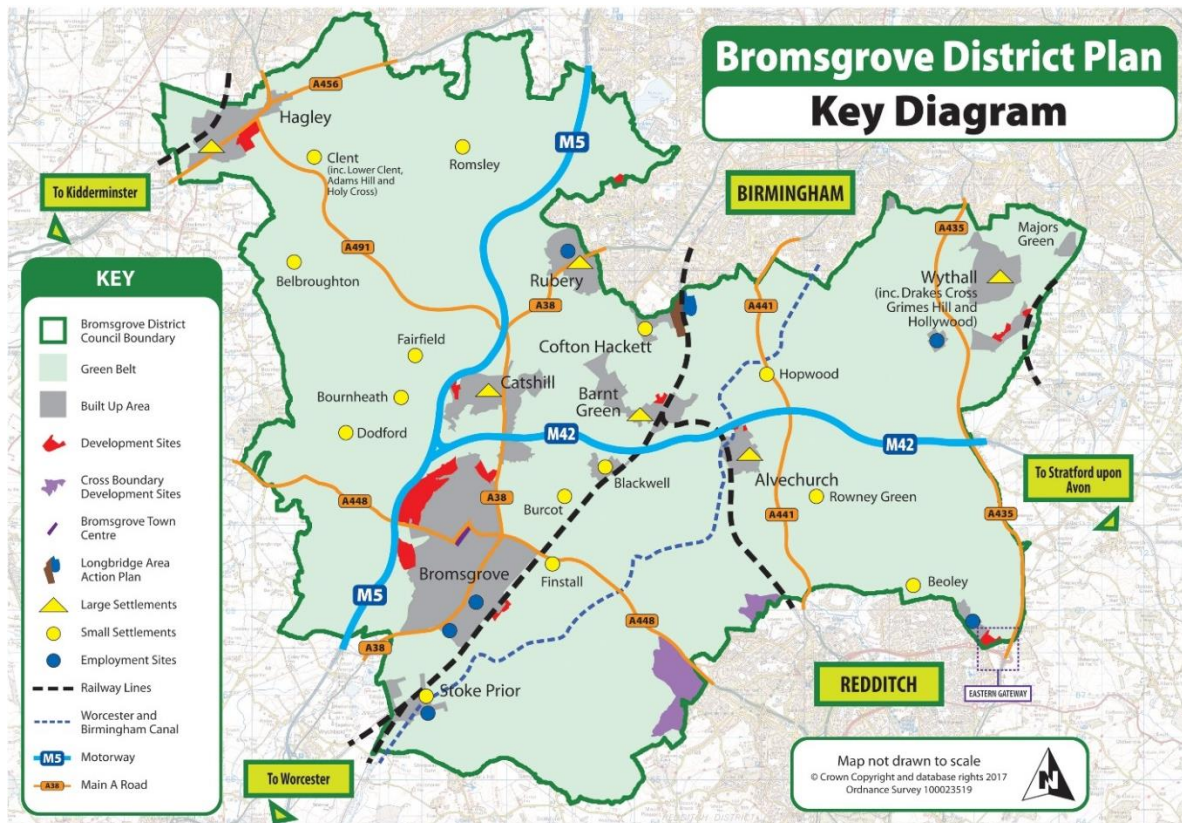 Bromsgrove District Plan
Key Diagram
A456
Hagley
M5
Clent
(inc. Lower Clent,
Adams Hill and
Holy Cross)
Romsley
To Kidderminster
BIRMINGHAM
A435
Majors
Green
A491
Rubery
Belbroughton
A38
A441
Wythall
(inc. Drakes Cross
Grimes Hill and
Hollywood)
Cofton Hackett
Fairfield
Hopwood
Catshill
Barnt
Green
Bournheath
Dodford
M42
M42
To Stratford upon
Avon
Blackwell
Alvechurch
A448
A38
Burcot
Rowney Green
A441
A435
Finstall
Bromsgrove
Beoley
M5
A448
A38
REDDITCH
EASTERN GATEWAY
Stoke Prior
To Worcester
KEY
Bromsgrove District
Council Boundary
Green Belt
Built Up Area
Development Sites
Cross Boundary
Development Sites
Bromsgrove Town
Centre
Longbridge Area
Action Plan
Large Settlements
Small Settlements
Employment Sites
Railway Lines
Worcester and
Birmingham Canal
M5
Motorway
A38
Main A Road
Map not drawn to scale
© Crown Copyright and database rights 2017
Ordnance Survey 100023519
N